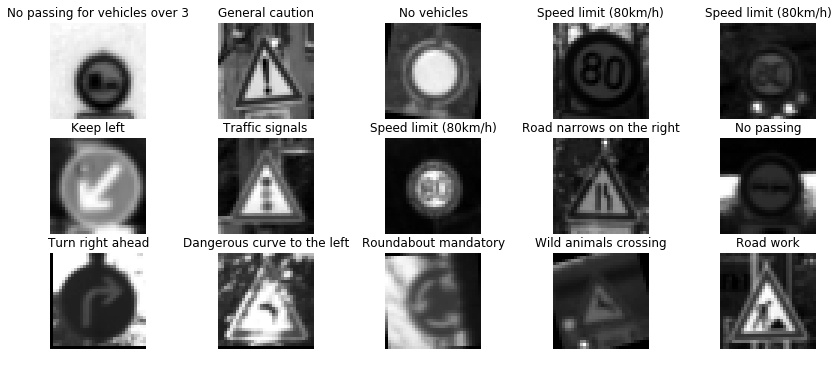 No passing for vehicles over 3
General caution
No vehicles
Speed limit (80km/h)
Speed limit (80km/h)
80
Keep left
Traffic signals
Speed limit (80km/h)
Road narrows on the right
No passing
80
Turn right ahead
Dangerous curve to the left
Roundabout mandatory
Wild animals crossing
Road work